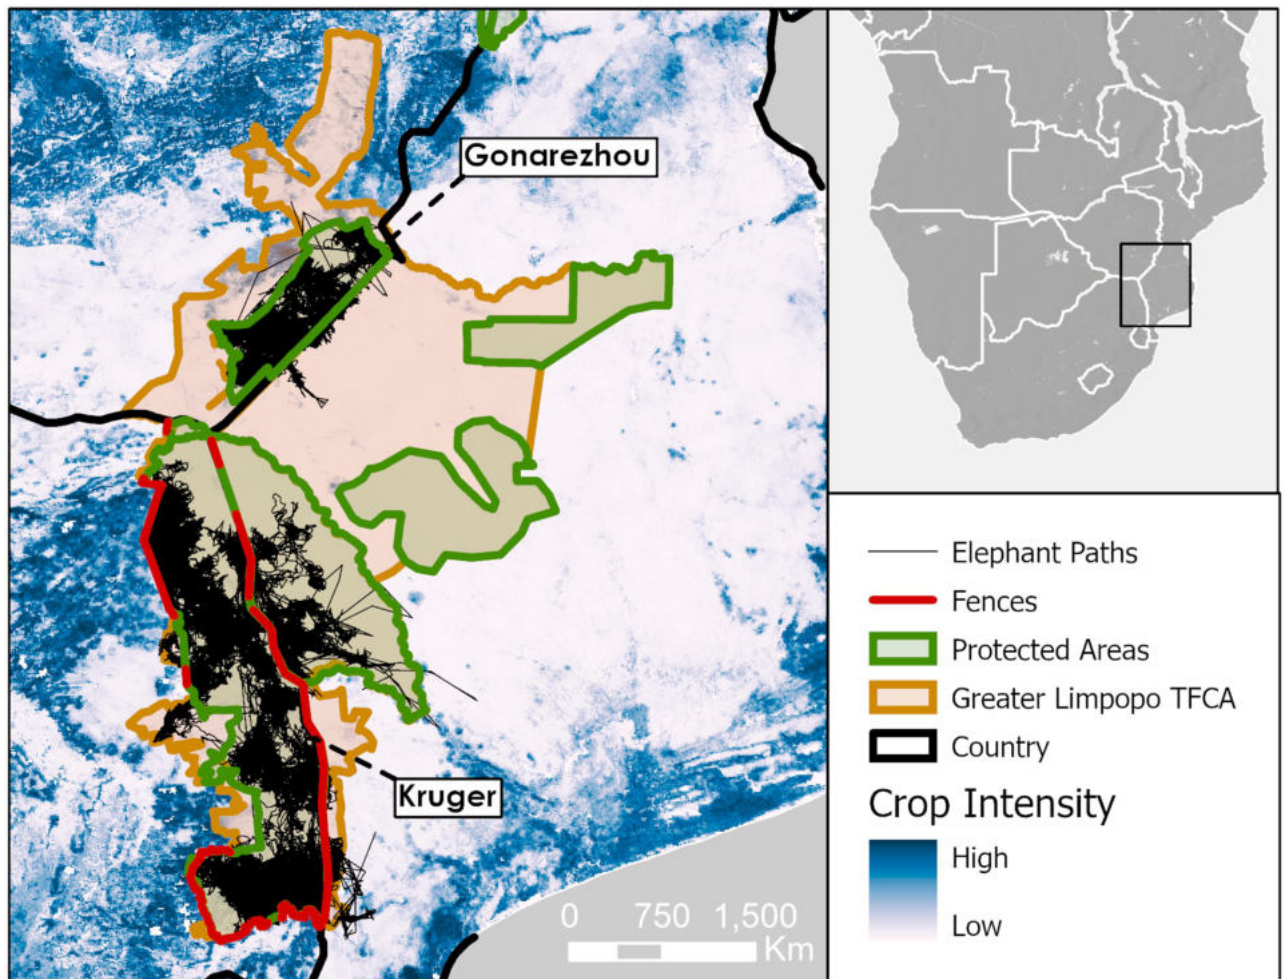 Gonarezhou
Kruger
0 750 1,500
Km
Elephant Paths
Fences
Protected Areas
Greater Limpopo TFCA
Country
Crop Intensity
High
Low